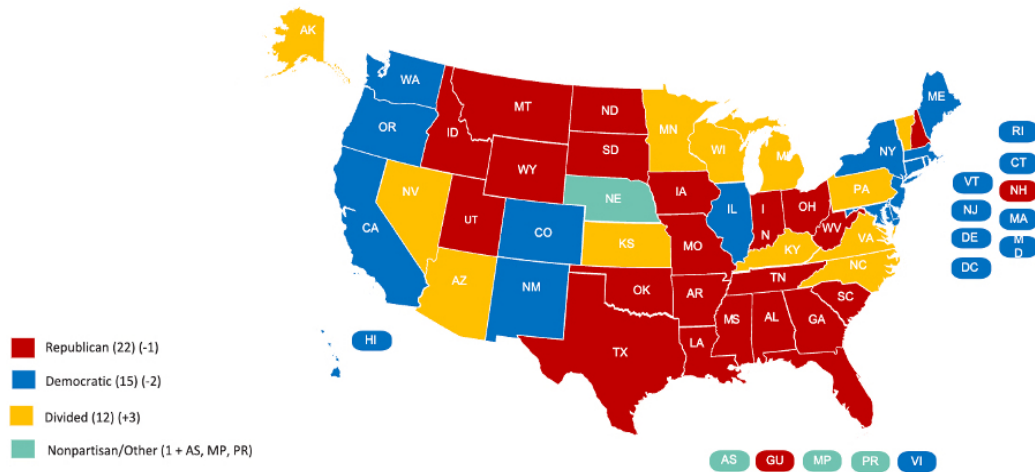 AK
WA
ME
MT
ND
RI
OR
MN
ID
NY
WI
MI
SD
CT
WY
VT
PA
IA
NH
NE
NV
OH
IL
I
N
NJ
MA
UT
WV
CA
CO
VA
DE
M
D
KS
MO
KY
NC
DC
TN
AZ
OK
NM
AR
SC
MS
AL
GA
HI
LA
TX
Republican (22) (-1)
Democratic (15) (-2)
Divided (12) (+3)
Nonpartisan/Other (1 + AS, MP, PR)
AS
GU
MP
PR
VI